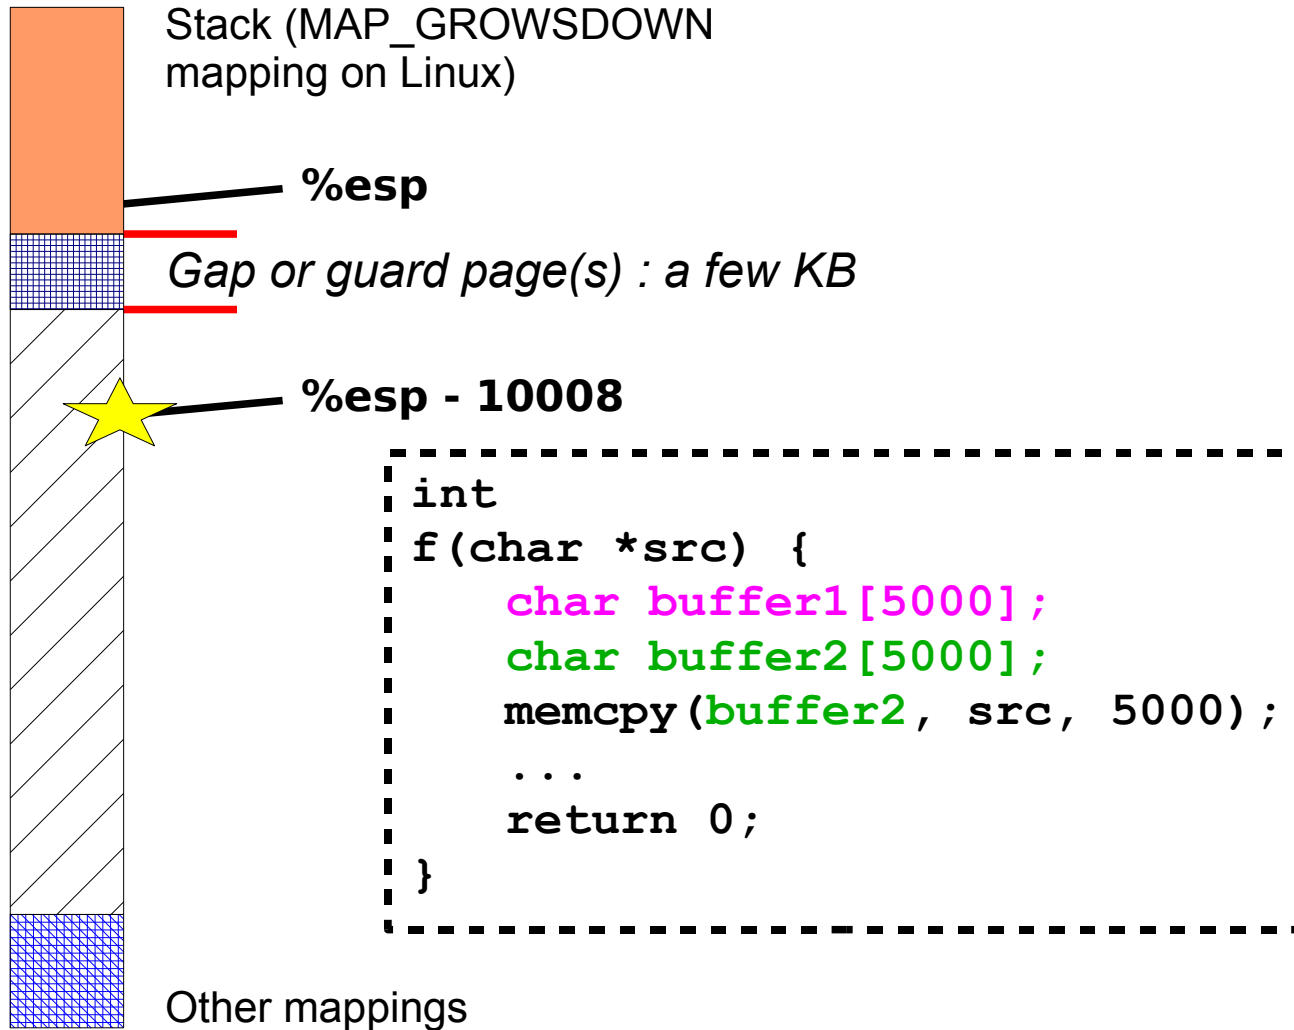 Stack (MAP_GROWSDOWN
mapping on Linux)
%esp
Gap or guard page(s) : a few KB
%esp - 10008
int
f(char *src) {
char buffer1[5000];
char buffer2[5000];
memcpy(buffer2, src, 5000);
...
return 0;
}
Other mappings